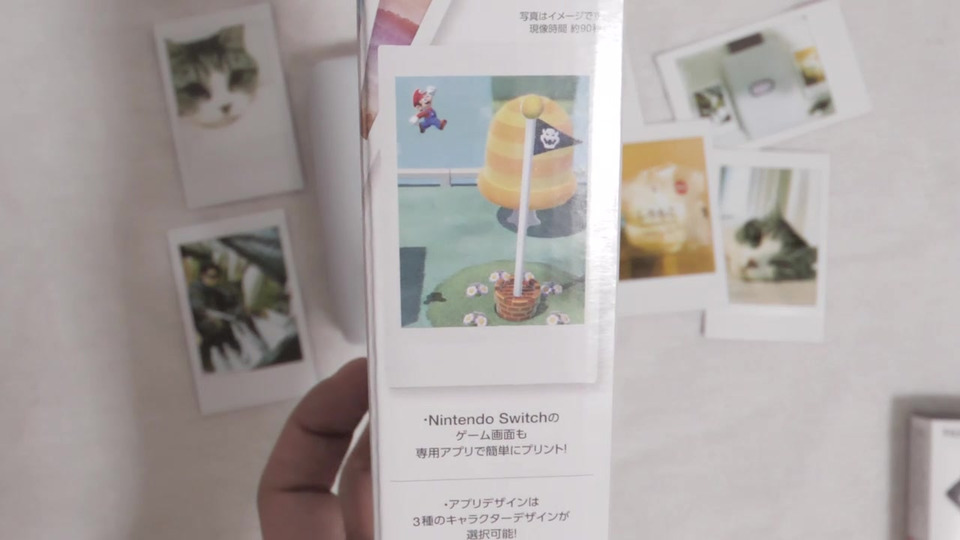 写真はイメージで
現像時間 約90
・Nintendo Switchの
ゲーム画面も
専用アプリで簡単にプリント!
・アプリデザインは
3種のキャラクターデザインが
選択可能!